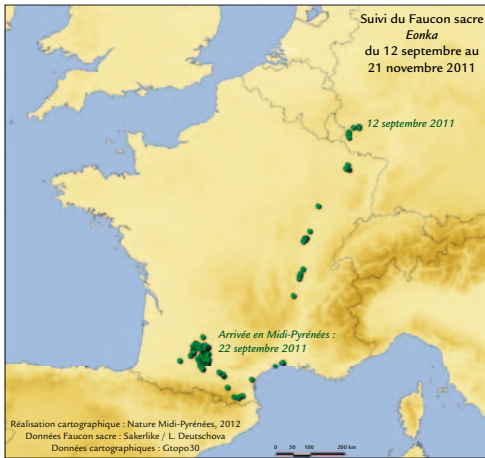 Suivi du Faucon sacre
Eonka
du 12 septembre au
21 novembre 2011
12 septembre 2011
Arrivée en Midi-Pyrénées :
22 septembre 2011
Réalisation cartographique : Nature Midi-Pyrénées, 2012
Données Faucon sacre : Sakerlike / L. Deutschova
Données cartographiques : Gtopo30
0 50 100 200 km